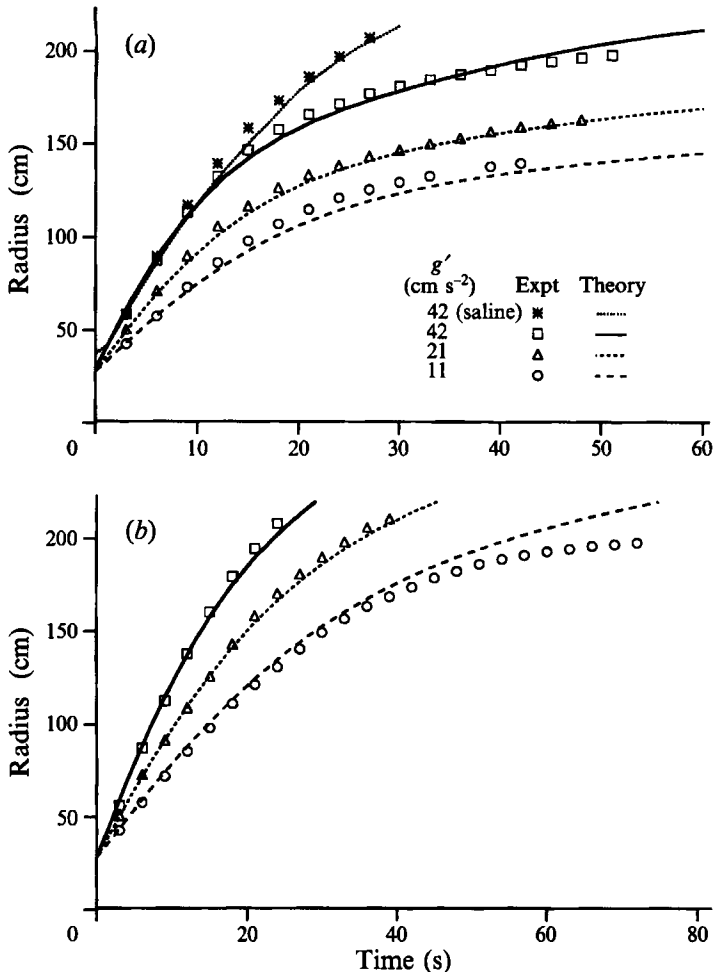 (a)
200
150
100
50
0
Radius (cm)
g′
(cm s⁻²) Expt Theory
42 (saline)
42
21
11
10 20 30 40 50 60
(b)
200
150
100
50
0
Radius (cm)
20 40 60 80
Time (s)